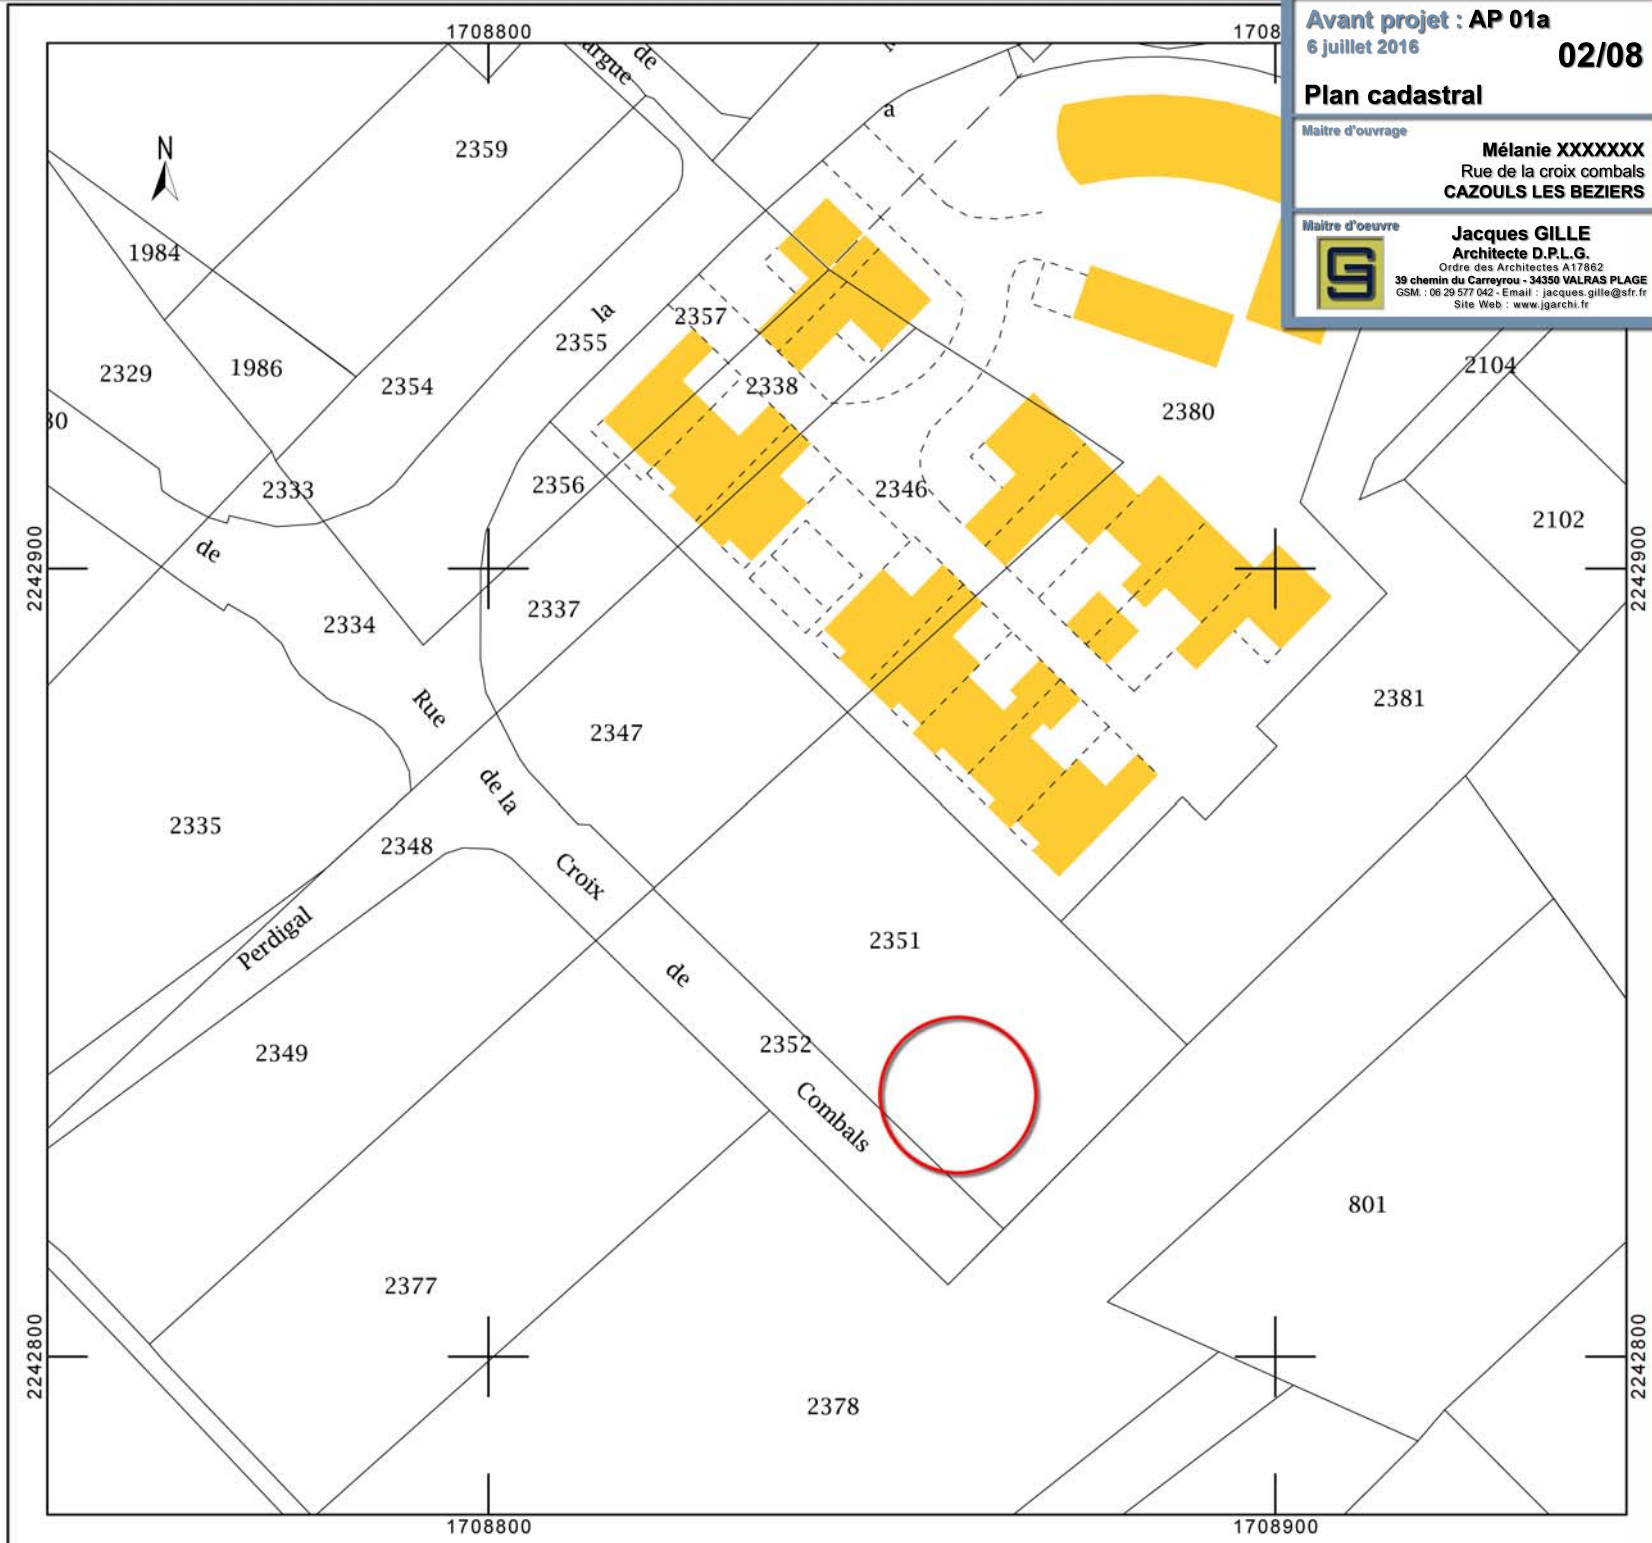 1708800
1708
Avant projet : AP 01a
6 juillet 2016
02/08
Plan cadastral
Maitre d'ouvrage
Mélanie XXXXXXX
Rue de la croix combals
CAZOULS LES BEZIERS
Maitre d'oeuvre
Jacques GILLE
Architecte D.P.L.G.
Ordre des Architectes A17862
39 chemin du Carreyrou - 34350 VALRAS PLAGE
GSM. : 06 29 577 042 - Email : jacques.gille@sfr.fr
Site Web : www.jgarchi.fr
de
argue
a
N
2359
1984
la
2357
2355
2329
1986
2354
2338
2104
2380
30
2356
2333
2346
2102
de
2242900
2242900
2334
2337
Rue
2381
2347
de la
2335
2348
Croix
Perdigal
2351
de
2349
2352
Combals
801
2377
2242800
2242800
2378
1708800
1708900